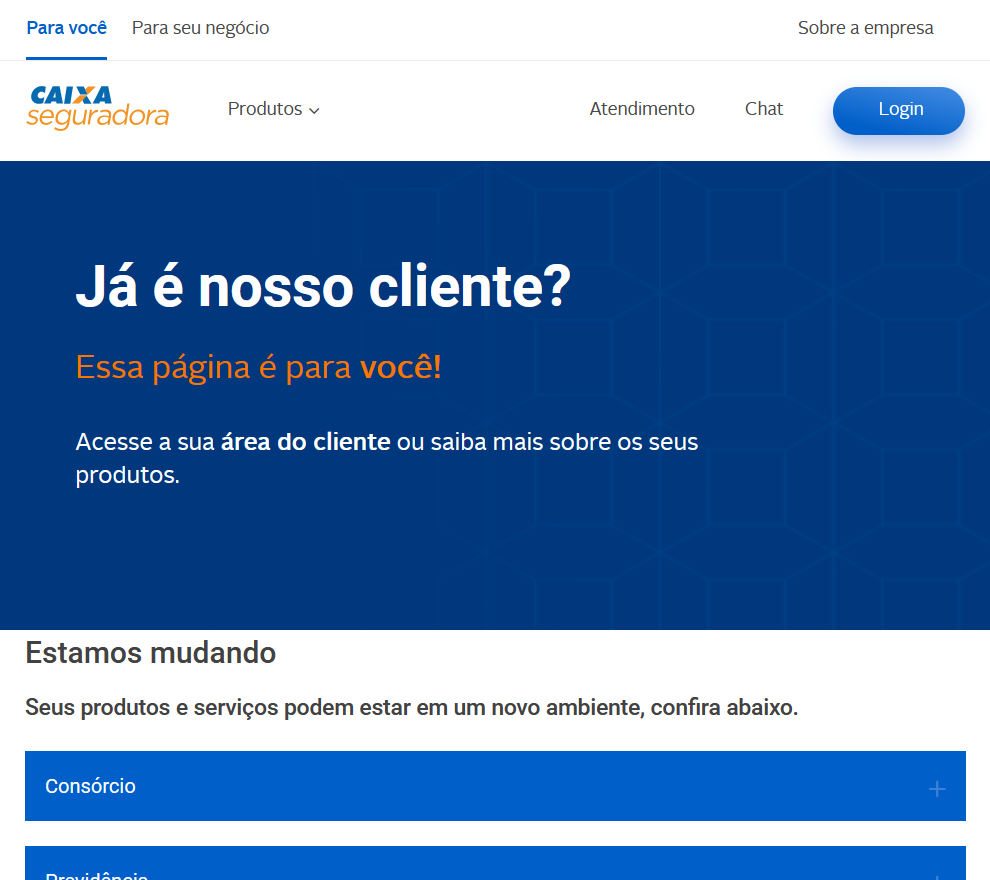 Para você Para seu negócio Sobre a empresa
CAIXA
seguradora
Produtos Atendimento Chat Login
Já é nosso cliente?
Essa página é para você!
Acesse a sua área do cliente ou saiba mais sobre os seus
produtos.
Estamos mudando
Seus produtos e serviços podem estar em um novo ambiente, confira abaixo.
Consórcio
Previdência